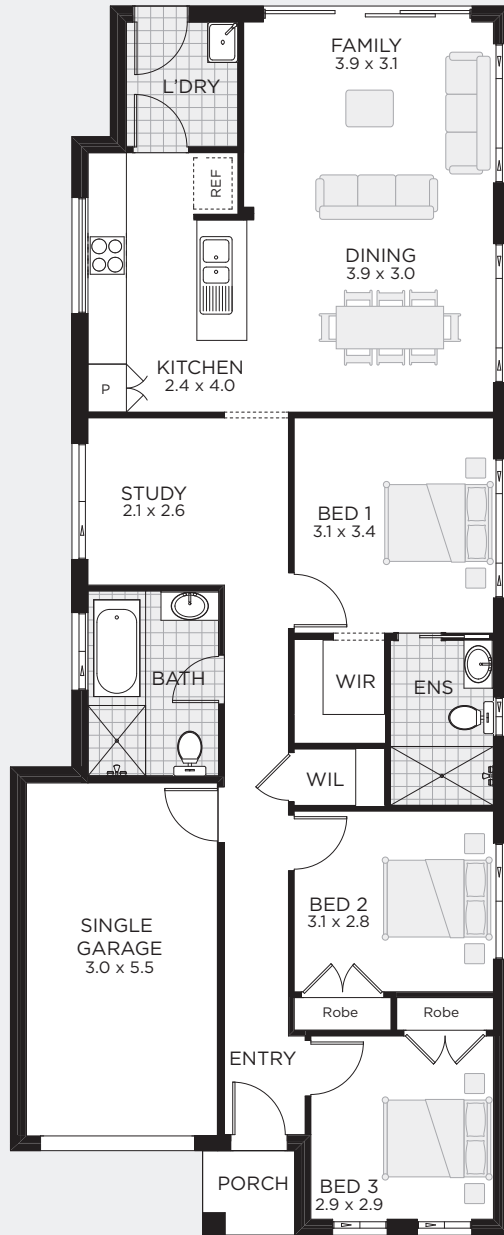 FAMILY
3.9 x 3.1
L'DRY
REF
DINING
3.9 x 3.0
KITCHEN
2.4 x 4.0
P
STUDY
2.1 x 2.6
BED 1
3.1 x 3.4
BATH
WIR
ENS
WIL
BED 2
3.1 x 2.8
SINGLE
GARAGE
3.0 x 5.5
Robe
Robe
ENTRY
PORCH
BED 3
2.9 x 2.9